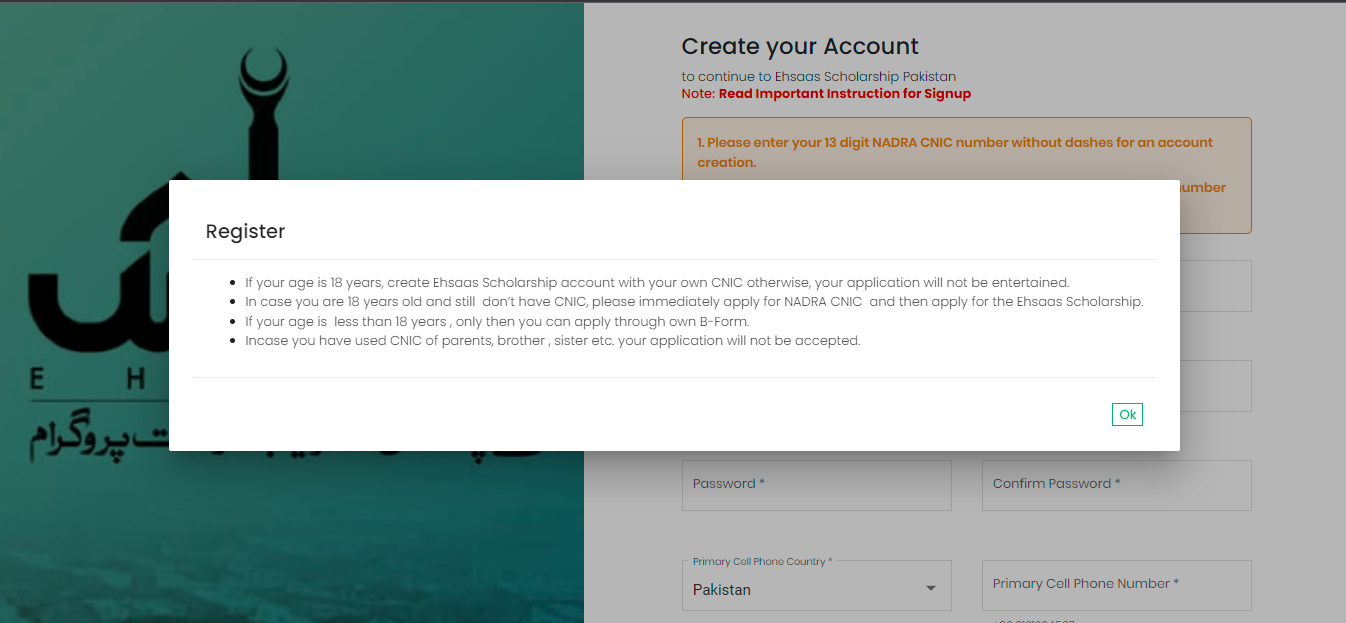 Create your Account
to continue to Ehsaas Scholarship Pakistan
Note: Read Important Instruction for Signup
1. Please enter your 13 digit NADRA CNIC number without dashes for an account
creation.
number
Register
If your age is 18 years, create Ehsaas Scholarship account with your own CNIC otherwise, your application will not be entertained.
In case you are 18 years old and still don’t have CNIC, please immediately apply for NADRA CNIC and then apply for the Ehsaas Scholarship.
If your age is less than 18 years , only then you can apply through own B-Form.
Incase you have used CNIC of parents, brother , sister etc. your application will not be accepted.
Ok
E H
پروگرام
Password *
Confirm Password *
Primary Cell Phone Country *
Pakistan
Primary Cell Phone Number *